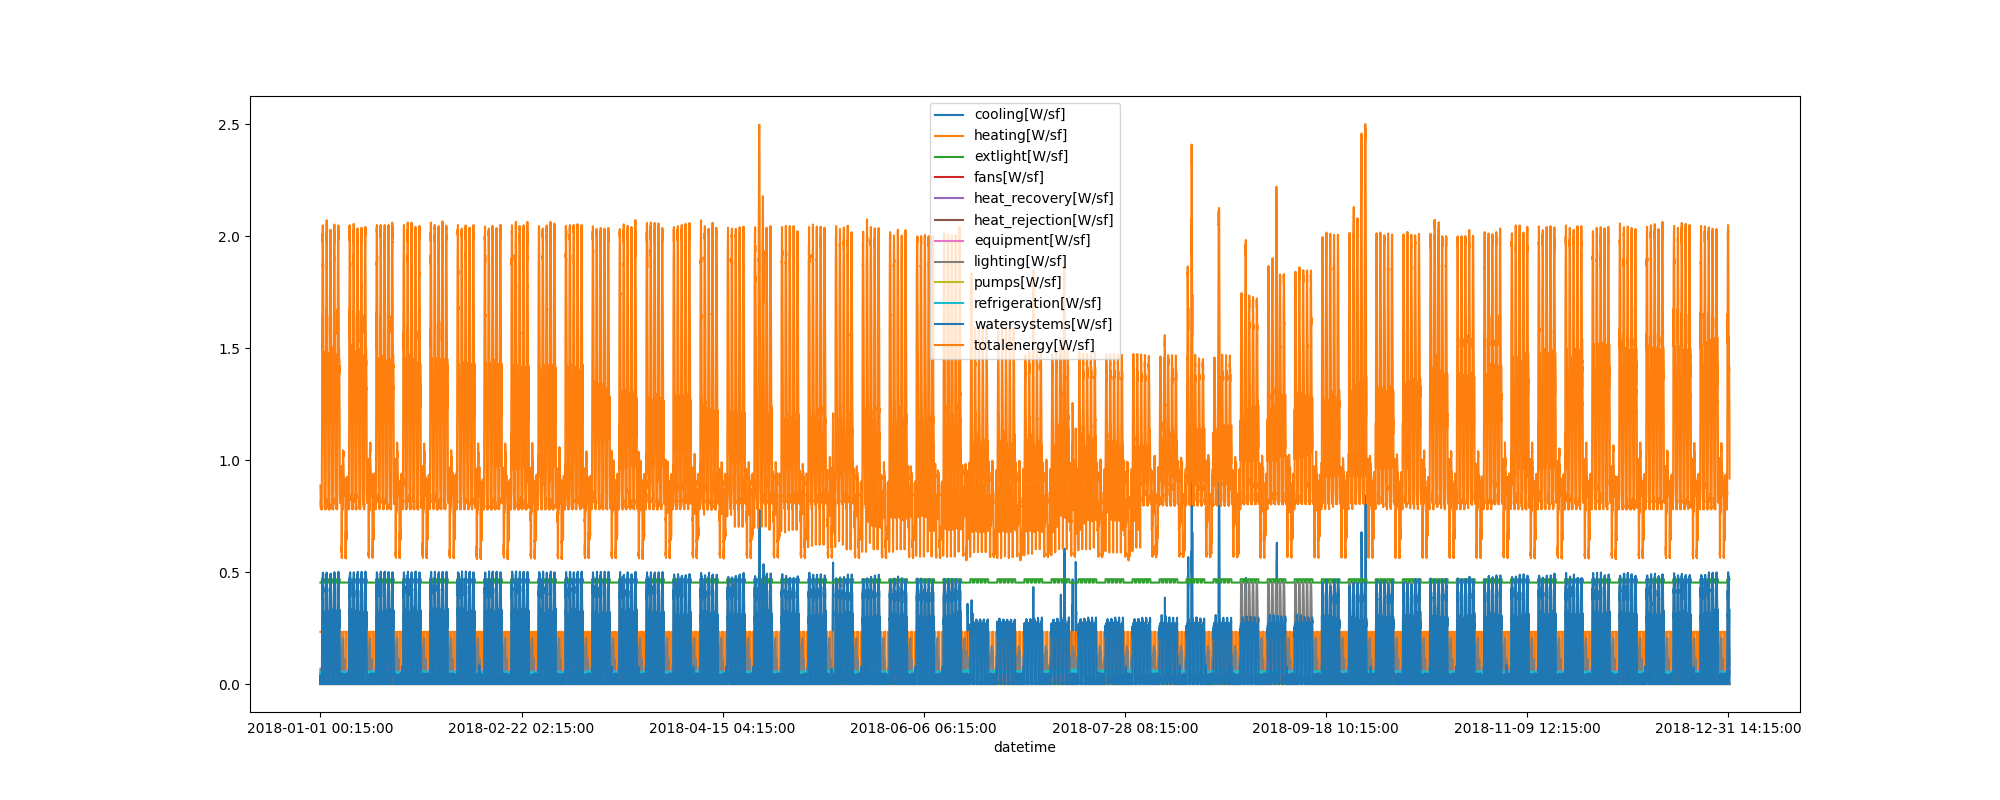 2.5
2.0
1.5
1.0
0.5
0.0
cooling[W/sf]
heating[W/sf]
extlight[W/sf]
fans[W/sf]
heat_recovery[W/sf]
heat_rejection[W/sf]
equipment[W/sf]
lighting[W/sf]
pumps[W/sf]
refrigeration[W/sf]
watersystems[W/sf]
totalenergy[W/sf]
2018-01-01 00:15:00 2018-02-22 02:15:00 2018-04-15 04:15:00 2018-06-06 06:15:00 2018-07-28 08:15:00 2018-09-18 10:15:00 2018-11-09 12:15:00 2018-12-31 14:15:00
datetime